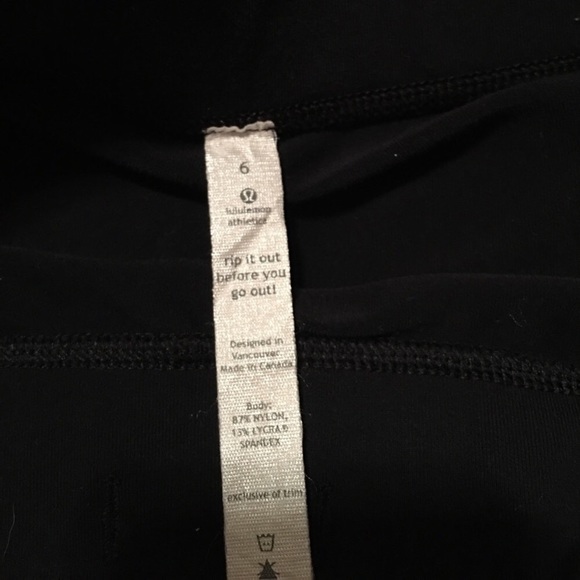 6
lululemon
athletica
rip it out
before you
go out!
Designed in
Vancouver
Made in Canada
Body:
87% NYLON,
13% LYCRA®
SPANDEX
exclusive of trim